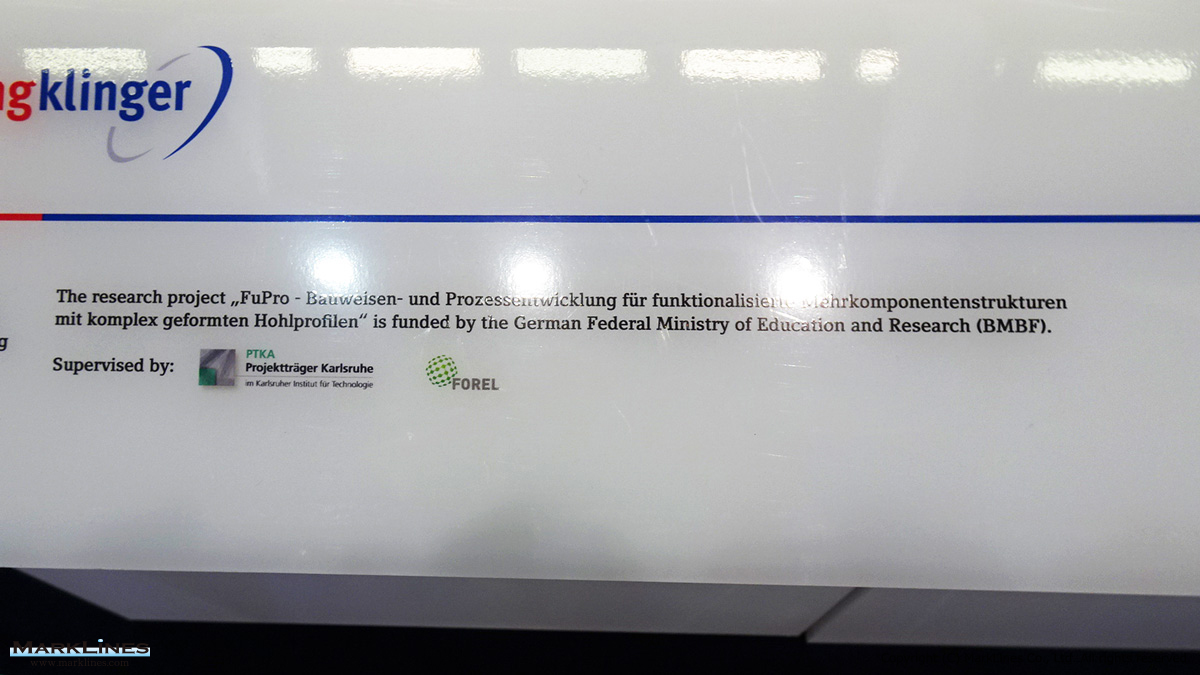 ngklinger
The research project „FuPro - Bauweisen- und Prozessentwicklung für funktionalisierte Mehrkomponentenstrukturen
mit komplex geformten Hohlprofilen“ is funded by the German Federal Ministry of Education and Research (BMBF).
g
Supervised by:
PTKA
Projektträger Karlsruhe
im Karlsruher Institut für Technologie
FOREL
MARKLINES
www.marklines.com